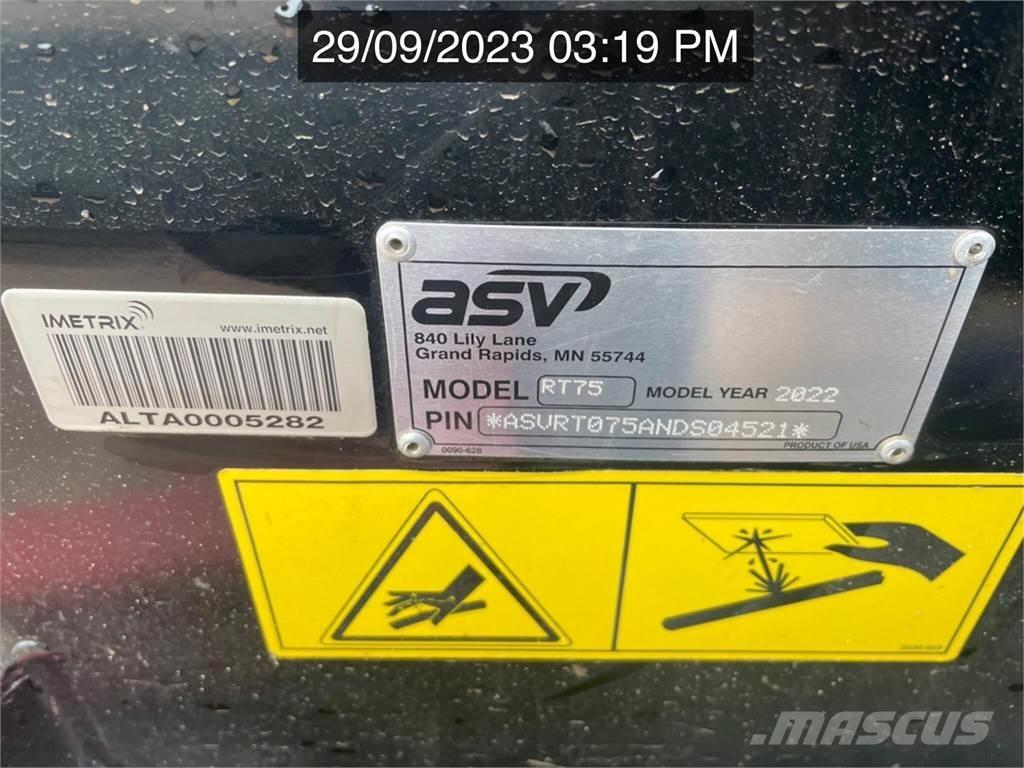 29/09/2023 03:19 PM
IMETRIX
www.imetrix.net
ALTA0005282
asv
840 Lily Lane
Grand Rapids, MN 55744
MODEL RT75 MODEL YEAR 2022
PIN *ASVRT075ANDS04521*
0090-628 PRODUCT OF USA
MASCUS